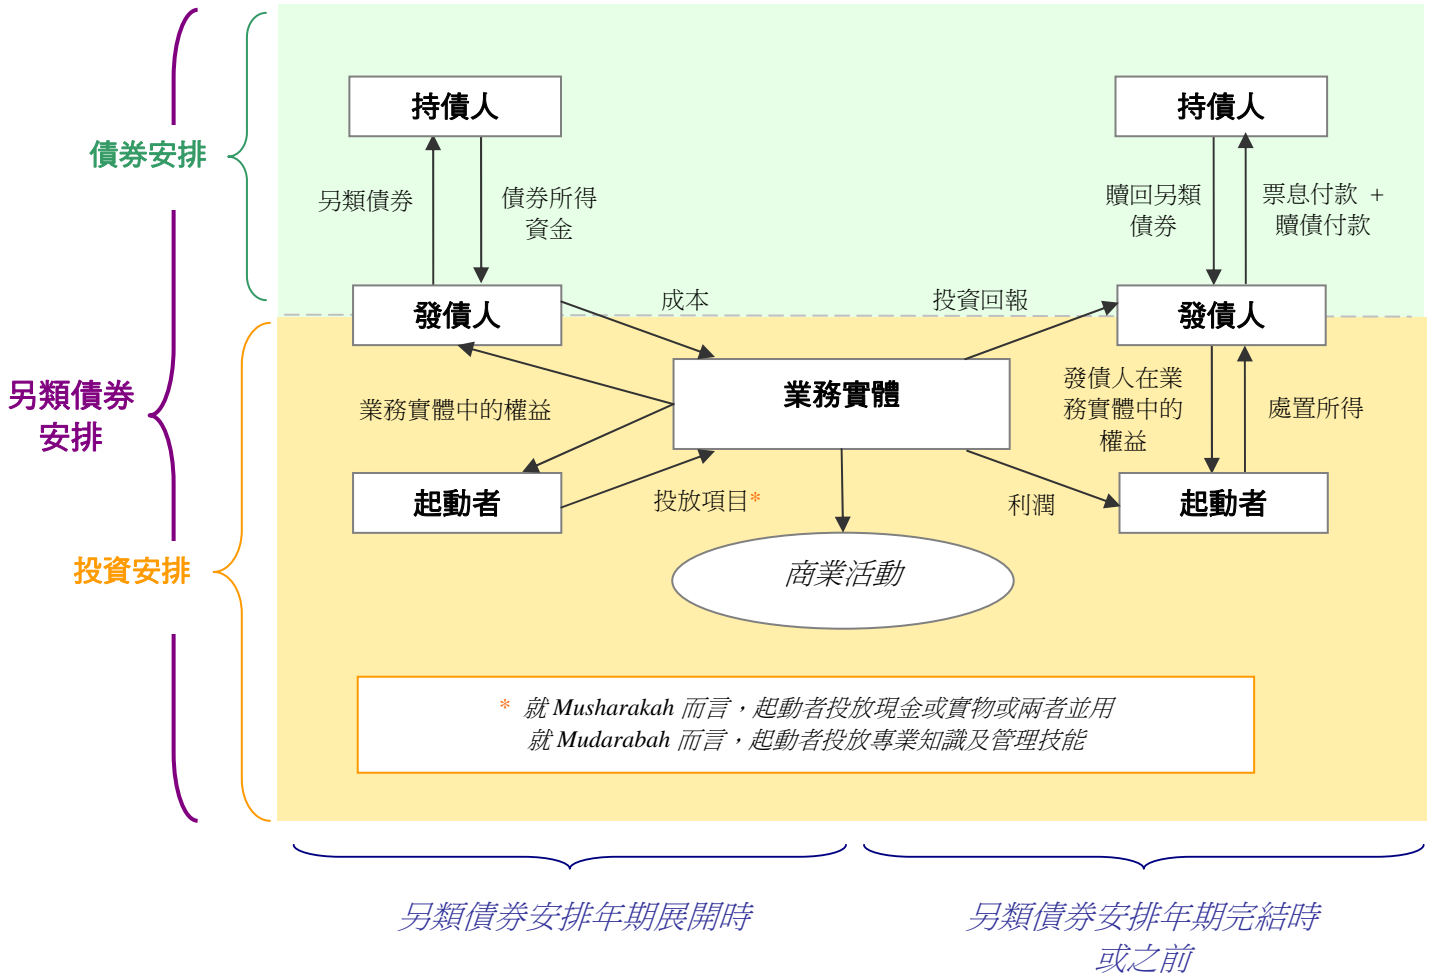 持債人
持債人
債券安排
另類債券
債券所得
資金
贖回另類
債券
票息付款 +
贖債付款
發債人
成本
投資回報
發債人
業務實體
另類債券
安排
業務實體中的權益
發債人在業
務實體中的
權益
處置所得
起動者
投放項目*
利潤
起動者
投資安排
商業活動
* 就 Musharakah 而言，起動者投放現金或實物或兩者並用
就 Mudarabah 而言，起動者投放專業知識及管理技能
另類債券安排年期展開時
另類債券安排年期完結時
或之前